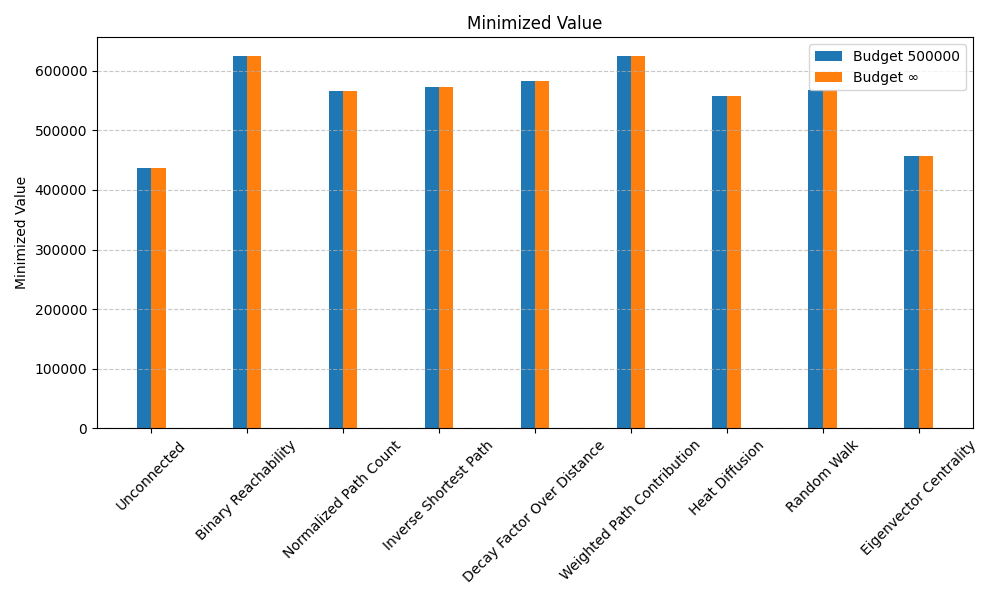 Minimized Value
Budget 500000
Budget ∞
Minimized Value
600000
500000
400000
300000
200000
100000
0
Unconnected
Binary Reachability
Normalized Path Count
Inverse Shortest Path
Decay Factor Over Distance
Weighted Path Contribution
Heat Diffusion
Random Walk
Eigenvector Centrality